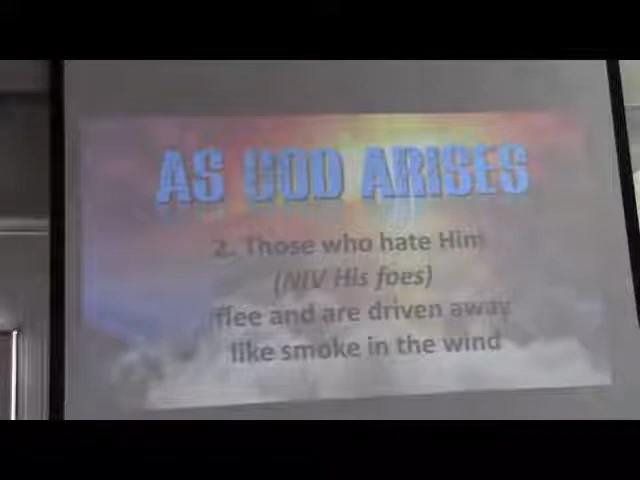 AS GOD ARISES
2. Those who hate Him
(NIV His foes)
flee and are driven away
like smoke in the wind